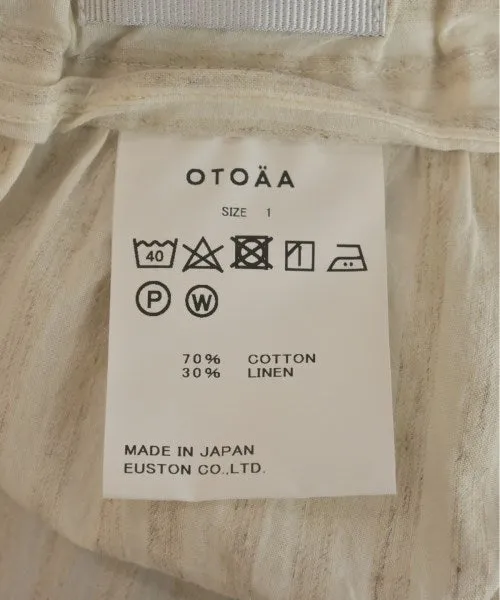 OTOÄA
SIZE 1
40
P W
70% COTTON
30% LINEN
MADE IN JAPAN
EUSTON CO.,LTD.